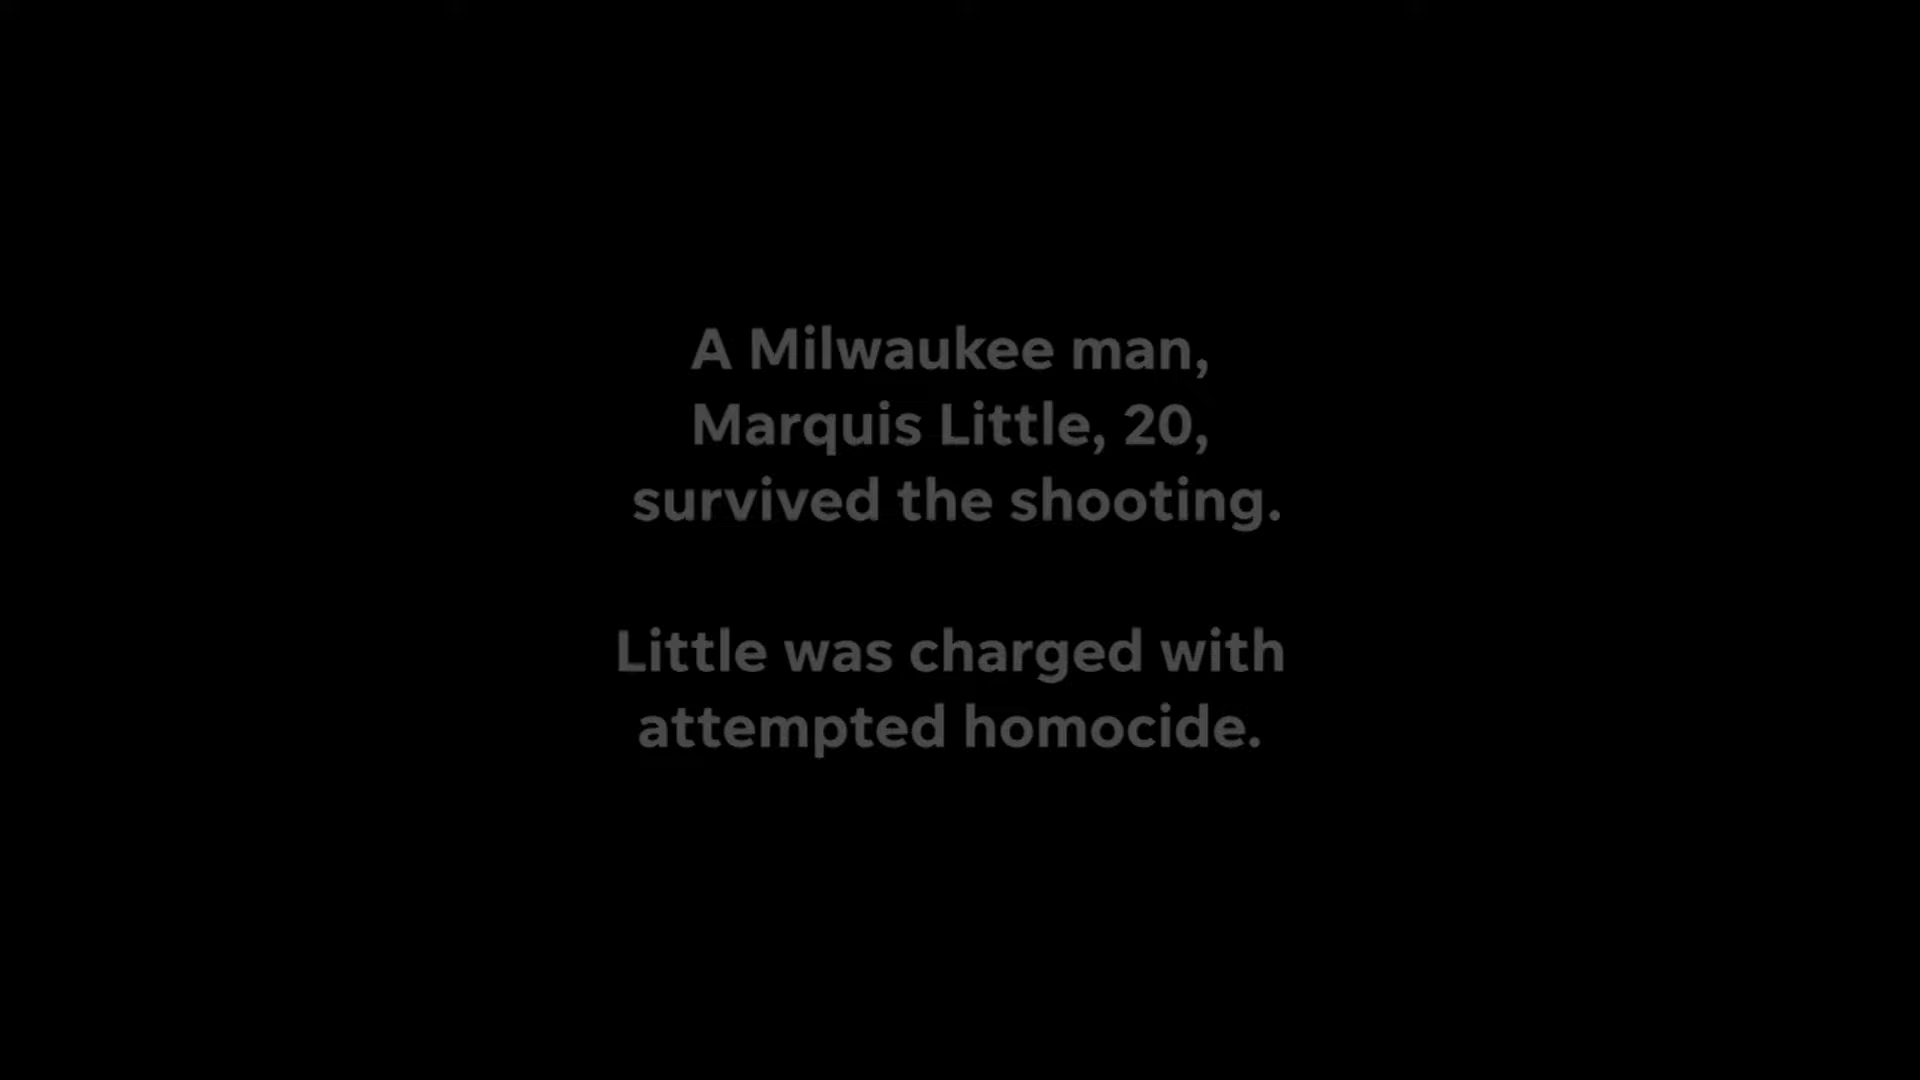 A Milwaukee man,
Marquis Little, 20,
survived the shooting.
Little was charged with
attempted homocide.